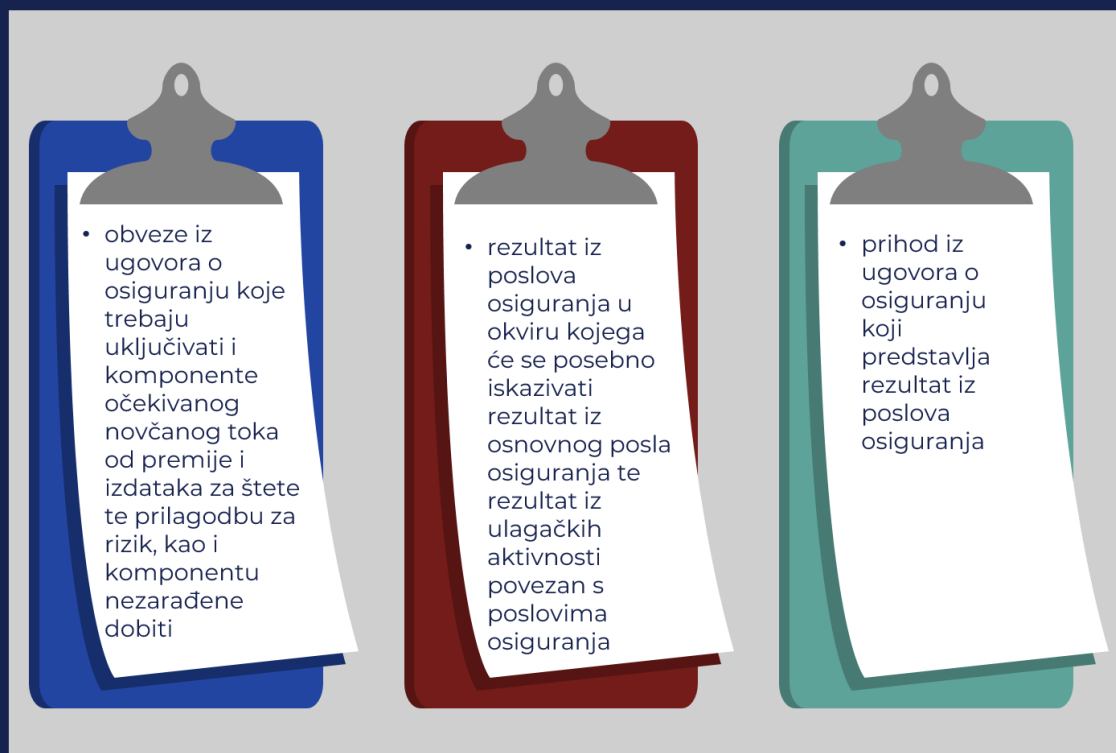 • obveze iz
ugovora o
osiguranju koje
trebaju
uključivati i
komponente
očekivanog
novčanog toka
od premije i
izdataka za štete
te prilagodbu za
rizik, kao i
komponentu
nezarađene
dobiti
• rezultat iz
poslova
osiguranja u
okviru kojega
će se posebno
iskazivati
rezultat iz
osnovnog posla
osiguranja te
rezultat iz
ulagačkih
aktivnosti
povezan s
poslovima
osiguranja
• prihod iz
ugovora o
osiguranju
koji
predstavlja
rezultat iz
poslova
osiguranja